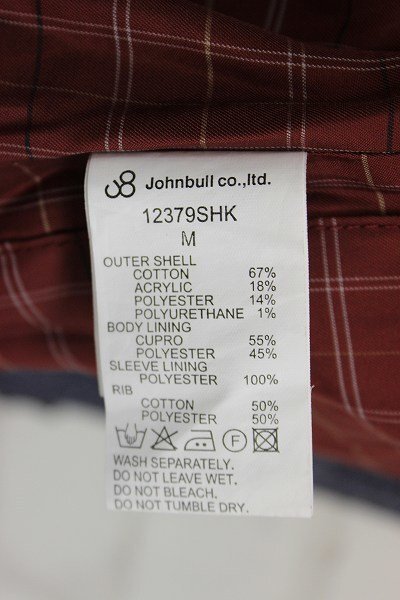 Johnbull co.,ltd.
12379SHK
M
OUTER SHELL
COTTON 67%
ACRYLIC 18%
POLYESTER 14%
POLYURETHANE 1%
BODY LINING
CUPRO 55%
POLYESTER 45%
SLEEVE LINING
POLYESTER 100%
RIB
COTTON 50%
POLYESTER 50%
F
WASH SEPARATELY.
DO NOT LEAVE WET.
DO NOT BLEACH.
DO NOT TUMBLE DRY.